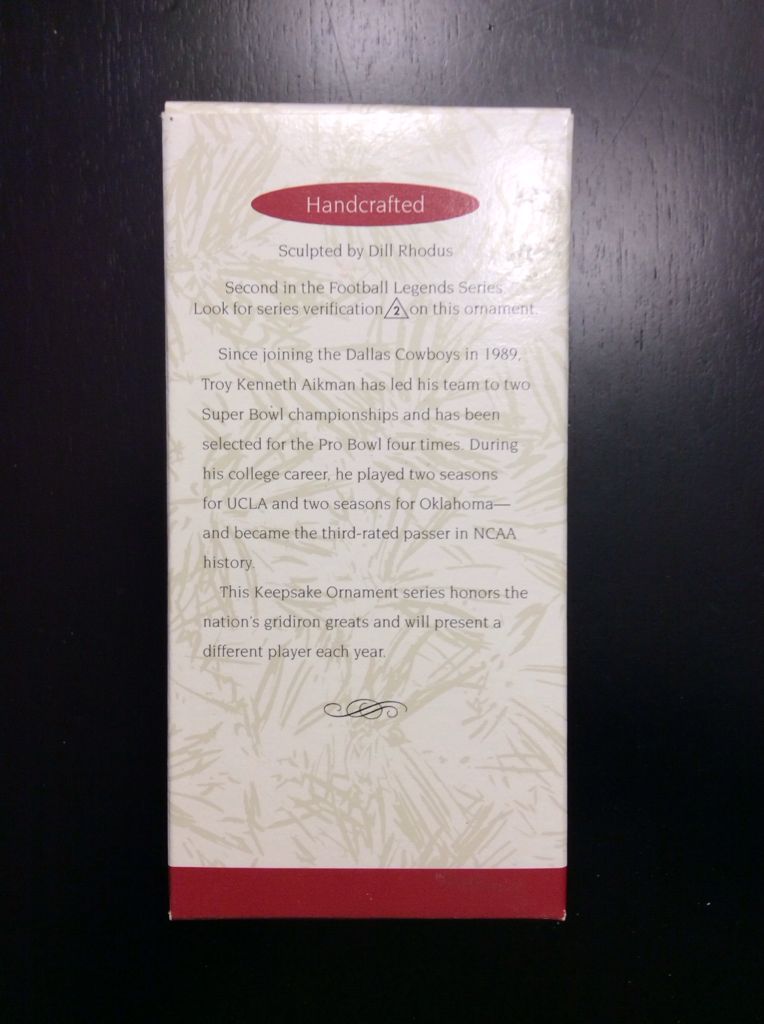 Handcrafted
Sculpted by Dill Rhodus
Second in the Football Legends Series.
Look for series verification 2 on this ornament.
Since joining the Dallas Cowboys in 1989,
Troy Kenneth Aikman has led his team to two
Super Bowl championships and has been
selected for the Pro Bowl four times. During
his college career, he played two seasons
for UCLA and two seasons for Oklahoma—
and became the third-rated passer in NCAA
history.
This Keepsake Ornament series honors the
nation's gridiron greats and will present a
different player each year.